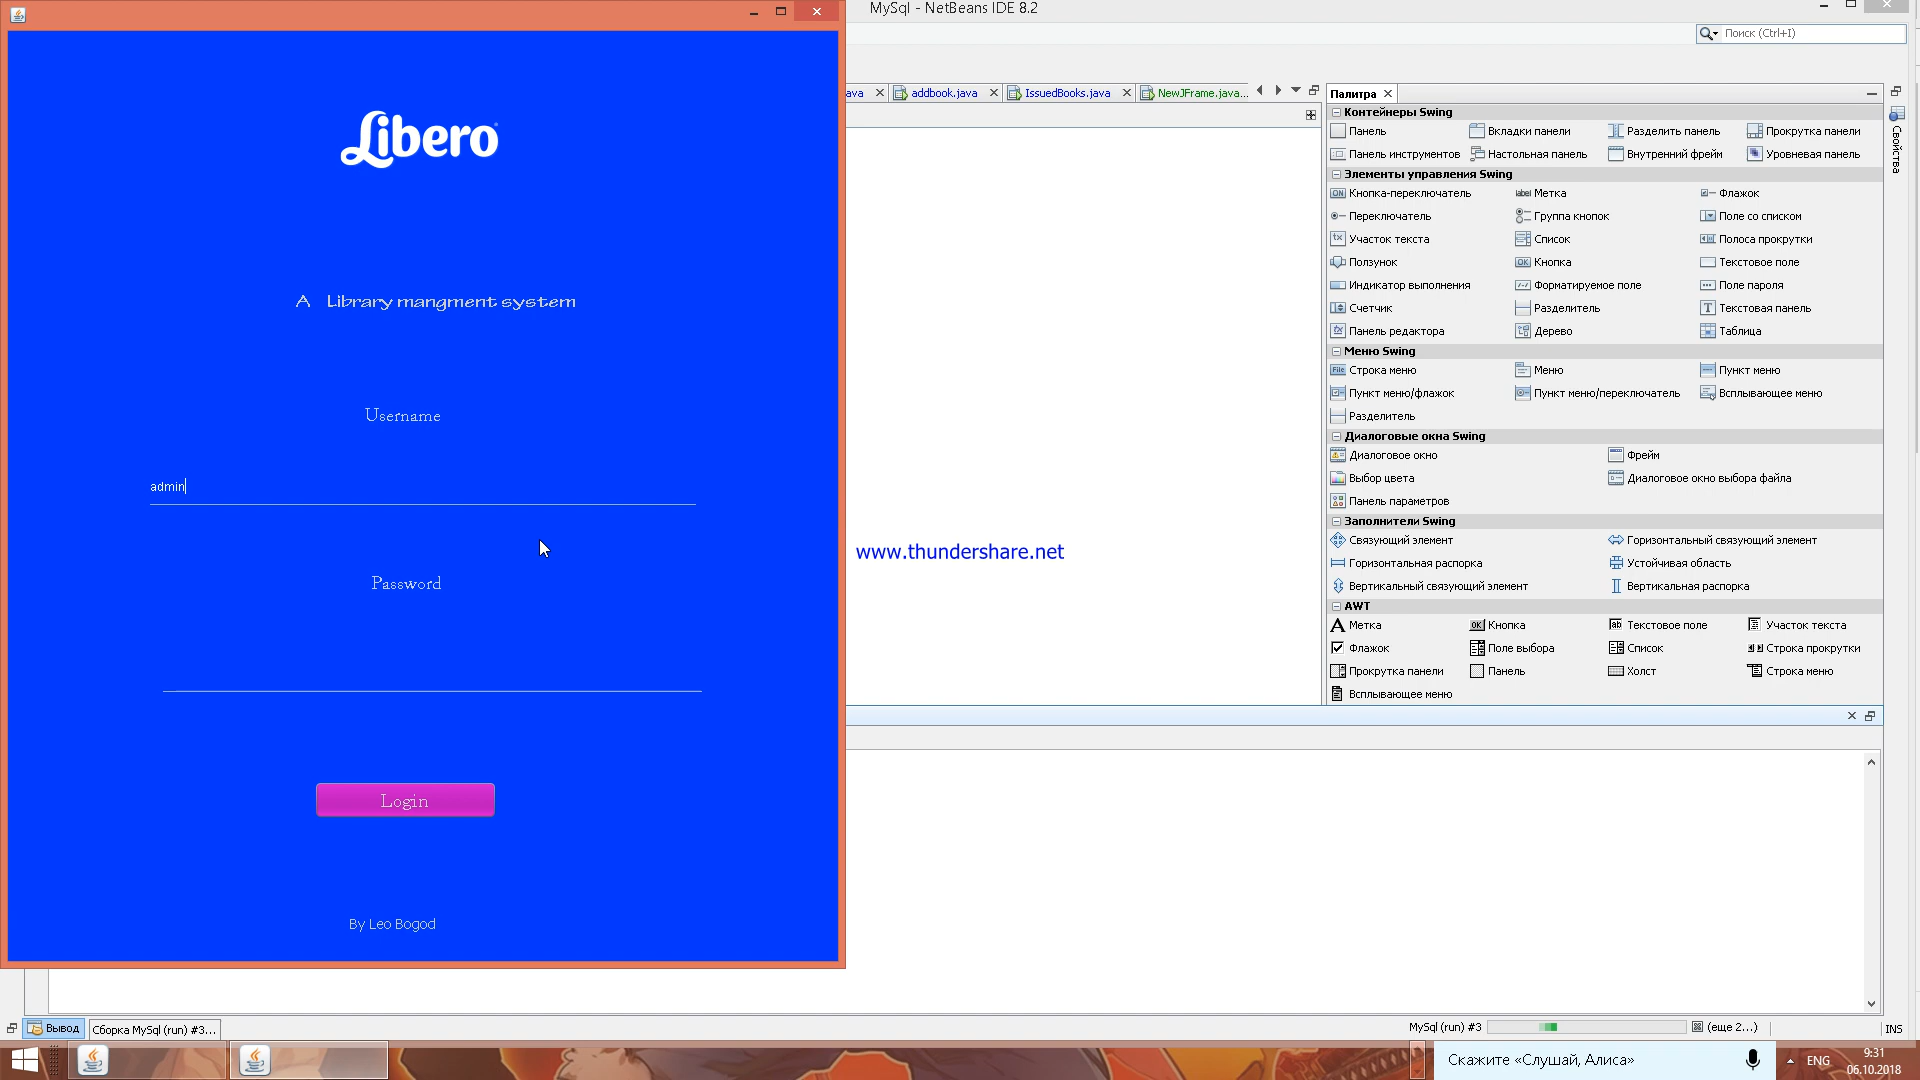 MySql - NetBeans IDE 8.2
Поиск (Ctrl+I)
ava
addbook.java
IssuedBooks.java
NewJFrame.java...
Палитра
Контейнеры Swing
Панель Вкладки панели Разделить панель Прокрутка панели
Панель инструментов Настольная панель Внутренний фрейм Уровневая панель
Элементы управления Swing
Кнопка-переключатель Метка Флажок
Переключатель Группа кнопок Поле со списком
Участок текста Список Полоса прокрутки
Ползунок Кнопка Текстовое поле
Индикатор выполнения Форматируемое поле Поле пароля
Счетчик Разделитель Текстовая панель
Панель редактора Дерево Таблица
Меню Swing
Строка меню Меню Пункт меню
Пункт меню/флажок Пункт меню/переключатель Всплывающее меню
Разделитель
Диалоговые окна Swing
Диалоговое окно Фрейм
Выбор цвета Диалоговое окно выбора файла
Панель параметров
Заполнители Swing
Связующий элемент Горизонтальный связующий элемент
Горизонтальная распорка Устойчивая область
Вертикальный связующий элемент Вертикальная распорка
AWT
Метка Кнопка Текстовое поле Участок текста
Флажок Поле выбора Список Строка прокрутки
Прокрутка панели Панель Холст Строка меню
Всплывающее меню
Свойства
Libero
A Library mangment system
Username
admin
Password
Login
By Leo Bogod
www.thundershare.net
Вывод
Сборка MySql (run) #3...
MySql (run) #3
(еще 2...)
INS
Скажите «Слушай, Алиса»
ENG
9:31
06.10.2018